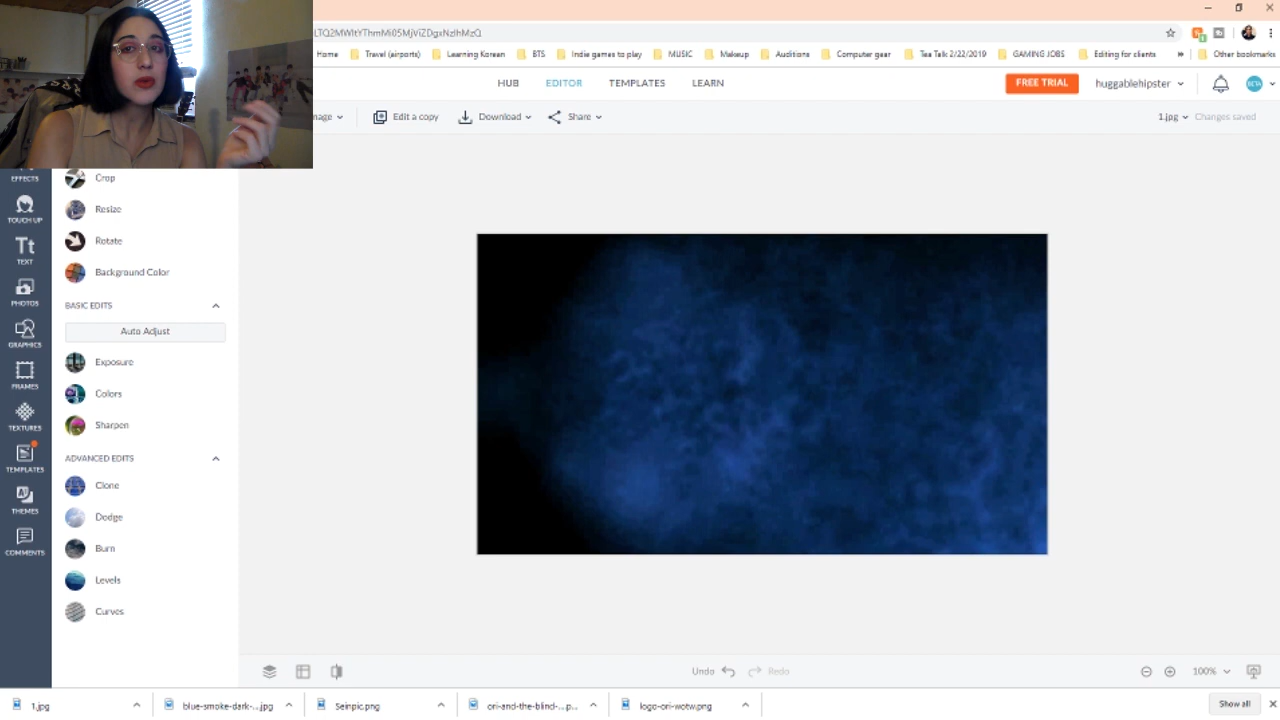 LTQ2MWItYThmMi05MjViZDgxNzlhMzQ
Home Travel (airports) Learning Korean BTS Indie games to play MUSIC Makeup Auditions Computer gear Tea Talk 2/22/2019 GAMING JOBS Editing for clients » Other bookmarks
HUB EDITOR TEMPLATES LEARN FREE TRIAL huggablehipster BETA
mage Edit a copy Download Share 1.jpg Changes saved
EFFECTS
TOUCH UP
Tt
TEXT
PHOTOS
GRAPHICS
FRAMES
TEXTURES
TEMPLATES
THEMES
COMMENTS
Crop
Resize
Rotate
Background Color
BASIC EDITS
Auto Adjust
Exposure
Colors
Sharpen
ADVANCED EDITS
Clone
Dodge
Burn
Levels
Curves
Undo Redo 100%
1.jpg blue-smoke-dark-....jpg Seinpic.png ori-and-the-blind-...p... logo-ori-wotw.png Show all